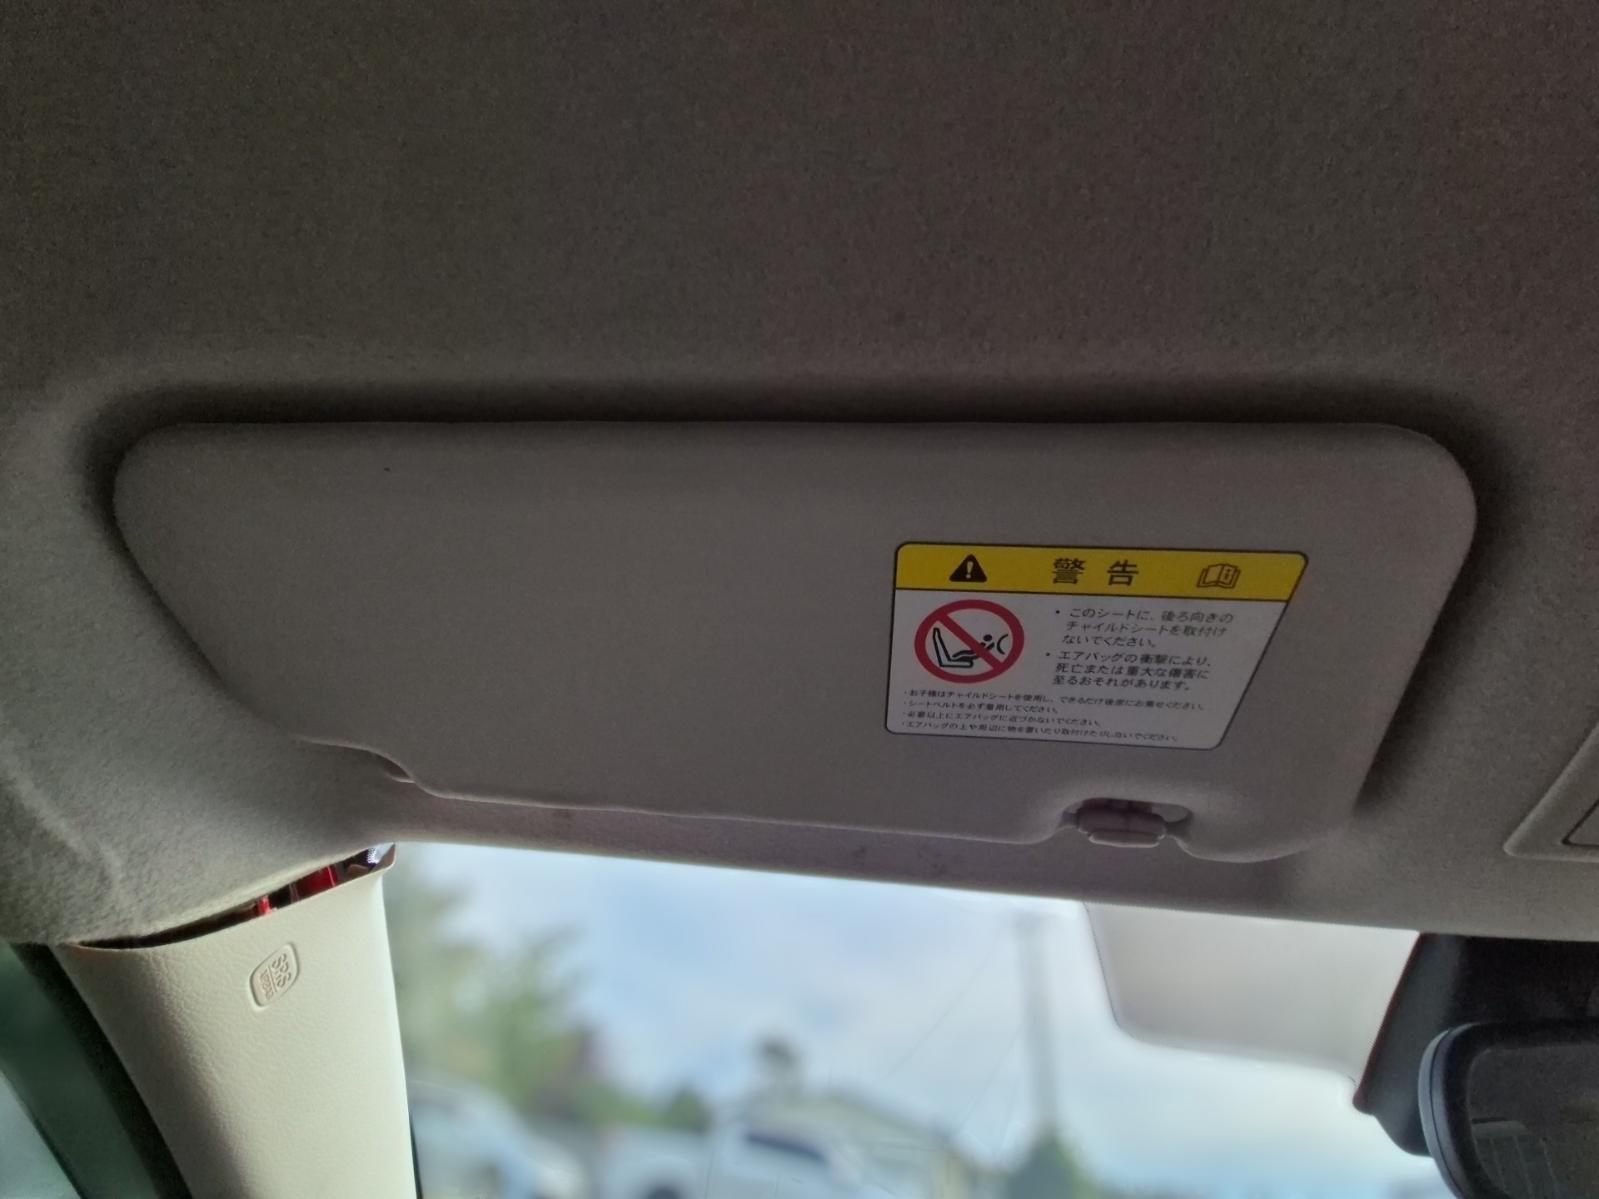 警告
・このシートに、後ろ向きの
チャイルドシートを取付け
ないでください。
・エアバッグの衝撃により、
死亡または重大な傷害に
至るおそれがあります。
・お子様はチャイルドシートを使用し、できるだけ後席にお乗せください。
・シートベルトを必ず着用してください。
・必要以上にエアバッグに近づかないでください。
・エアバッグの上や周辺に物を置いたり取付けたりしないでください。
SRS